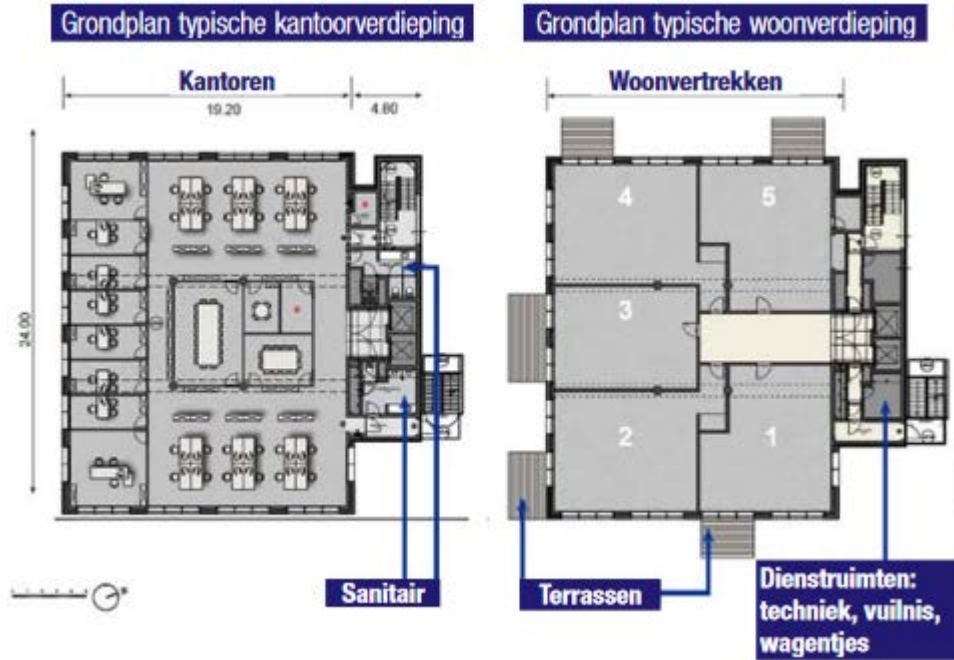 Grondplan typische kantoorverdieping
Grondplan typische woonverdieping
Kantoren
19.20
4.80
Woonvertrekken
24.00
4
5
3
2
1
Sanitair
Terrassen
Dienstruimten:
techniek, vuilnis,
wagentjes